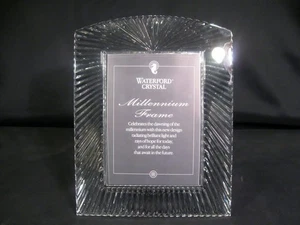 WATERFORD
CRYSTAL
Millennium
Frame
Celebrates the dawning of the
millennium with this new design
radiating brilliant light and
rays of hope for today,
and for all the days
that await in the future.